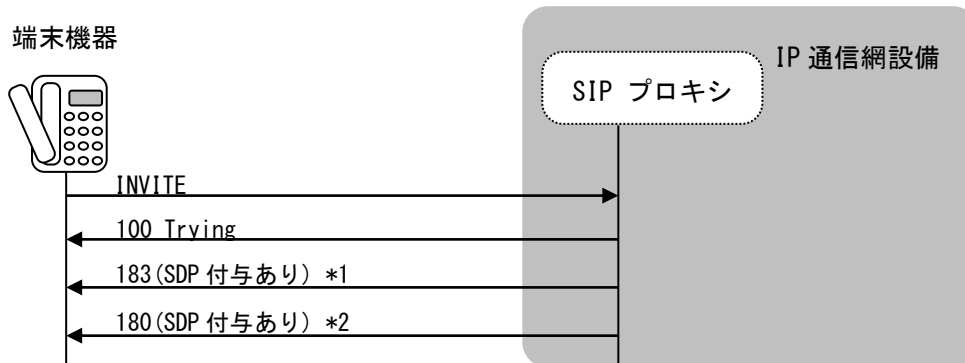 端末機器
IP 通信網設備
SIP プロキシ
INVITE
100 Trying
183(SDP 付与あり) *1
180(SDP 付与あり) *2